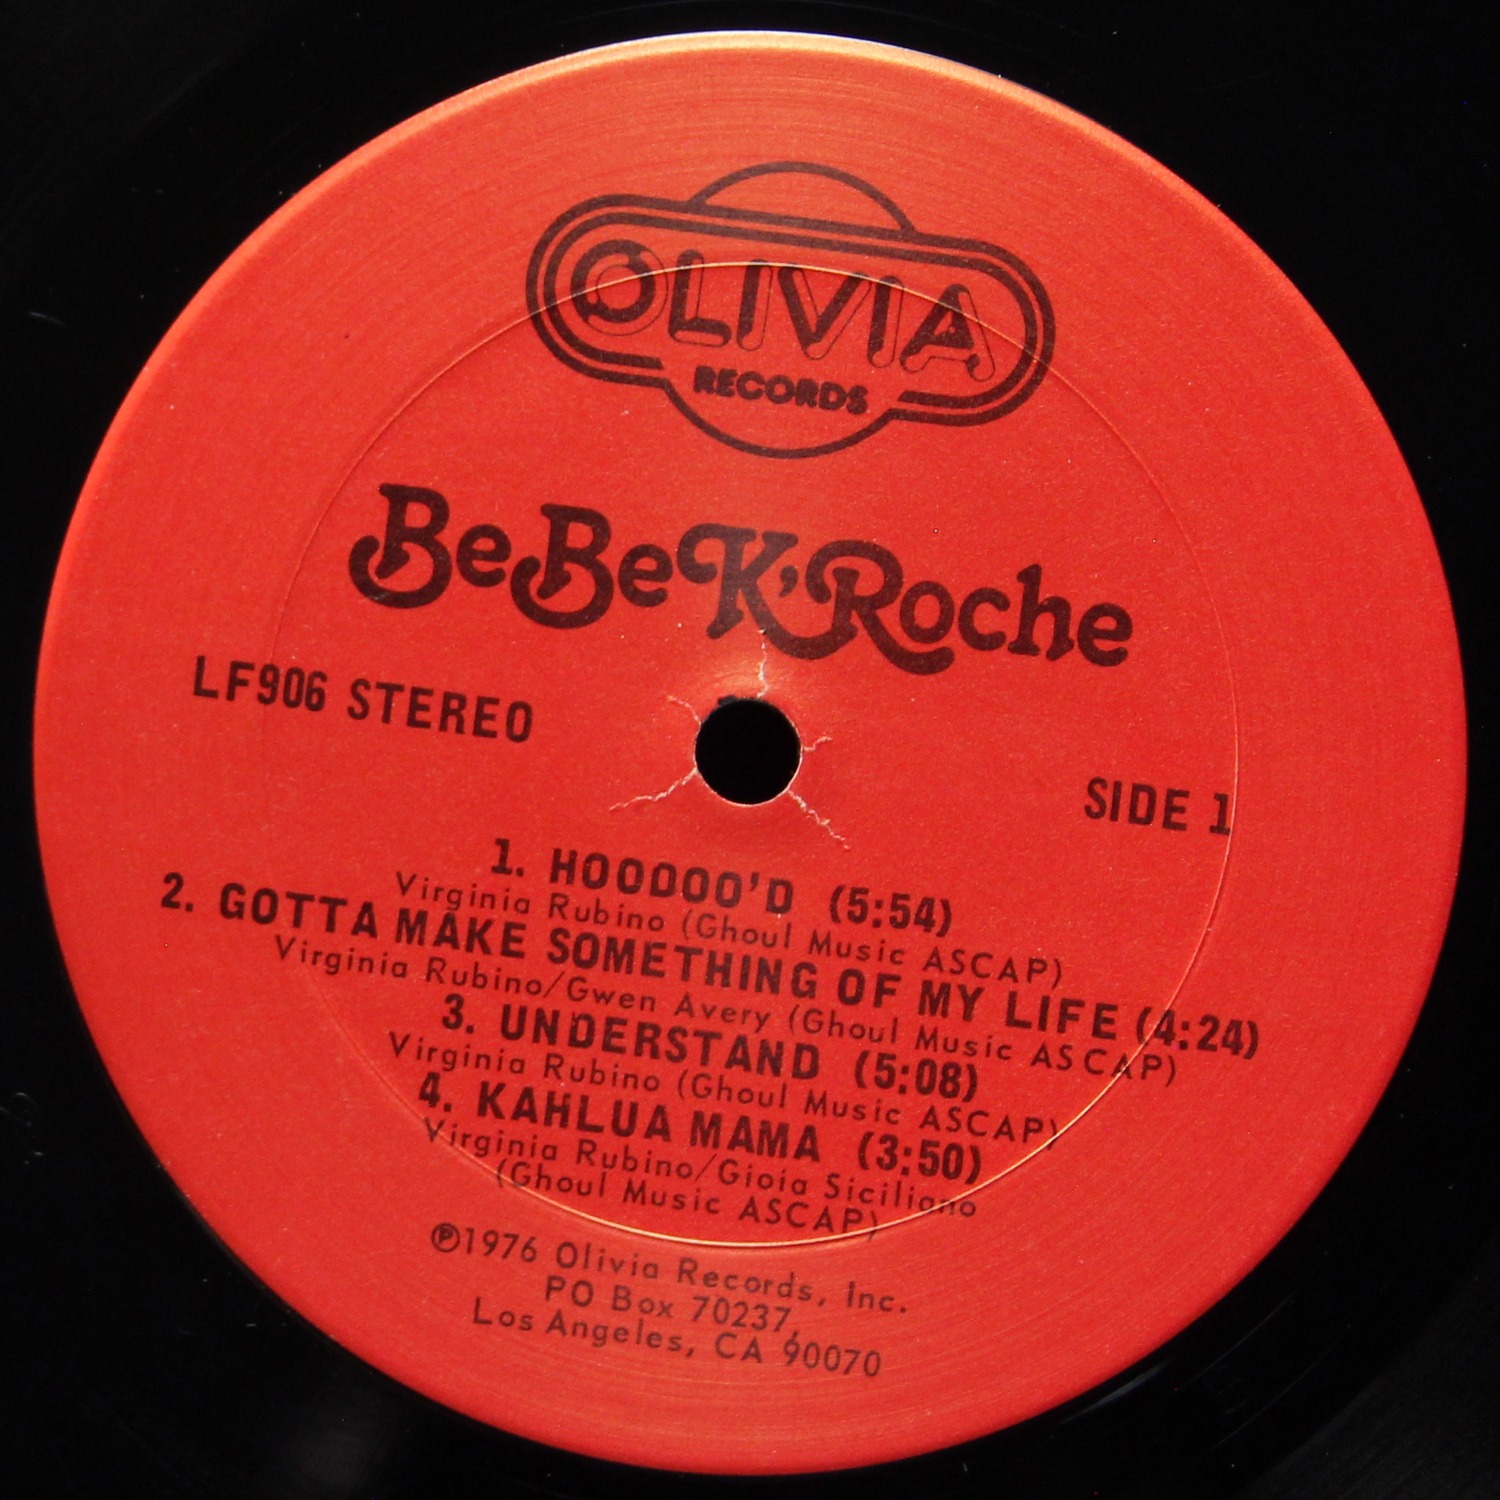 OLIVIA
RECORDS
BeBe K'Roche
LF906 STEREO
SIDE 1
1. HOODOO'D (5:54)
Virginia Rubino (Ghoul Music ASCAP)
2. GOTTA MAKE SOMETHING OF MY LIFE (4:24)
Virginia Rubino/Gwen Avery (Ghoul Music ASCAP)
3. UNDERSTAND (5:08)
Virginia Rubino (Ghoul Music ASCAP)
4. KAHLUA MAMA (3:50)
Virginia Rubino/Gioia Siciliano
(Ghoul Music ASCAP)
℗1976 Olivia Records, Inc.
PO Box 70237,
Los Angeles, CA 90070